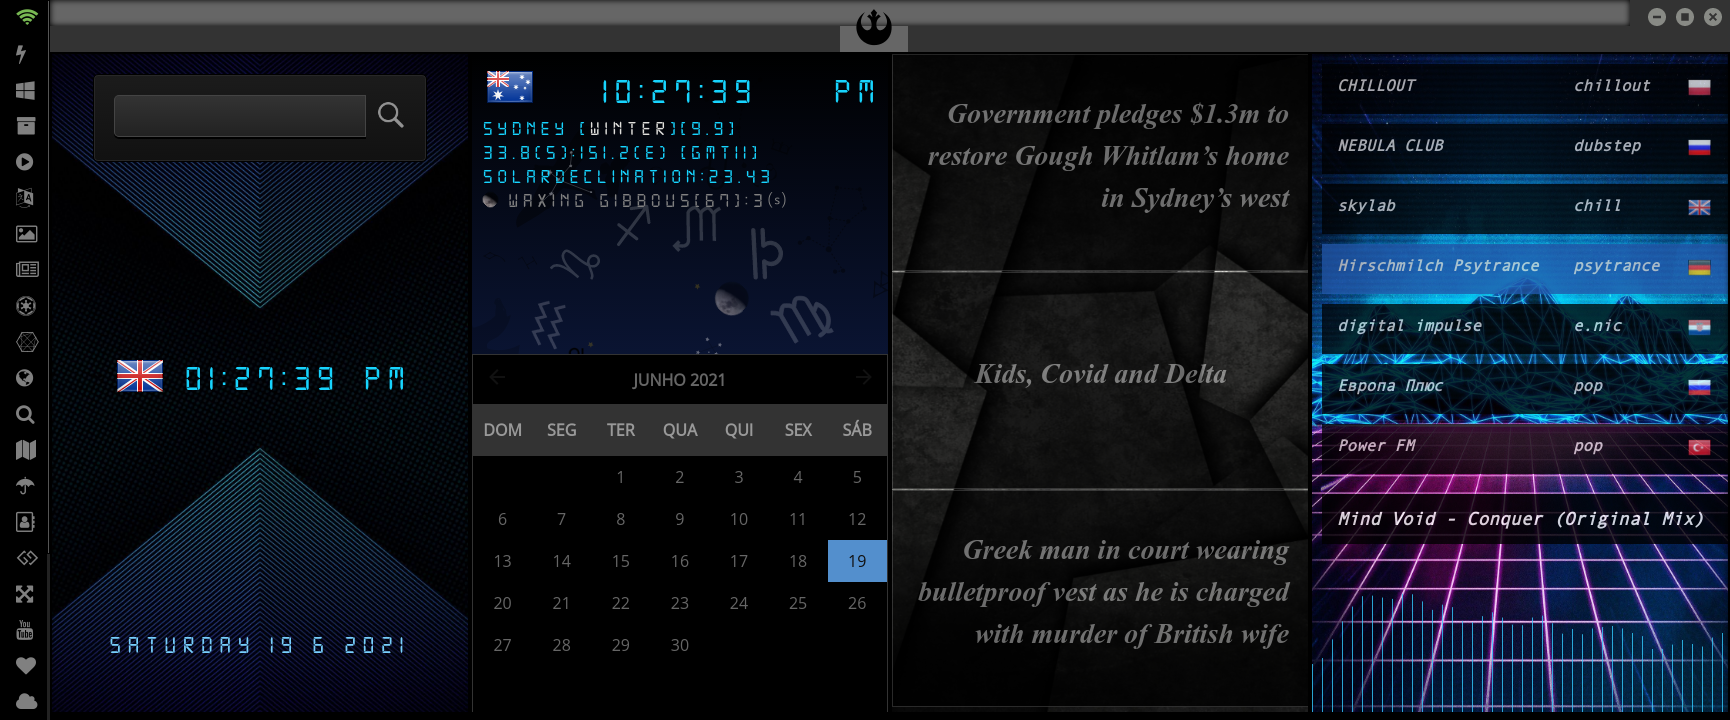 01:27:39 PM
SATURDAY 19 6 2021
10:27:39 PM
SYDNEY [WINTER][9.9]
33.8(S):151.2(E) [GMT11]
SOLARDECLINATION:23.43
WAXING GIBBOUS[67]:3(s)
JUNHO 2021
DOM SEG TER QUA QUI SEX SÁB
1 2 3 4 5
6 7 8 9 10 11 12
13 14 15 16 17 18 19
20 21 22 23 24 25 26
27 28 29 30
Government pledges $1.3m to
restore Gough Whitlam’s home
in Sydney’s west
Kids, Covid and Delta
Greek man in court wearing
bulletproof vest as he is charged
with murder of British wife
CHILLOUT chillout
NEBULA CLUB dubstep
skylab chill
Hirschmilch Psytrance psytrance
digital impulse e.nic
Европа Плюс pop
Power FM pop
Mind Void - Conquer (Original Mix)
You
Tube